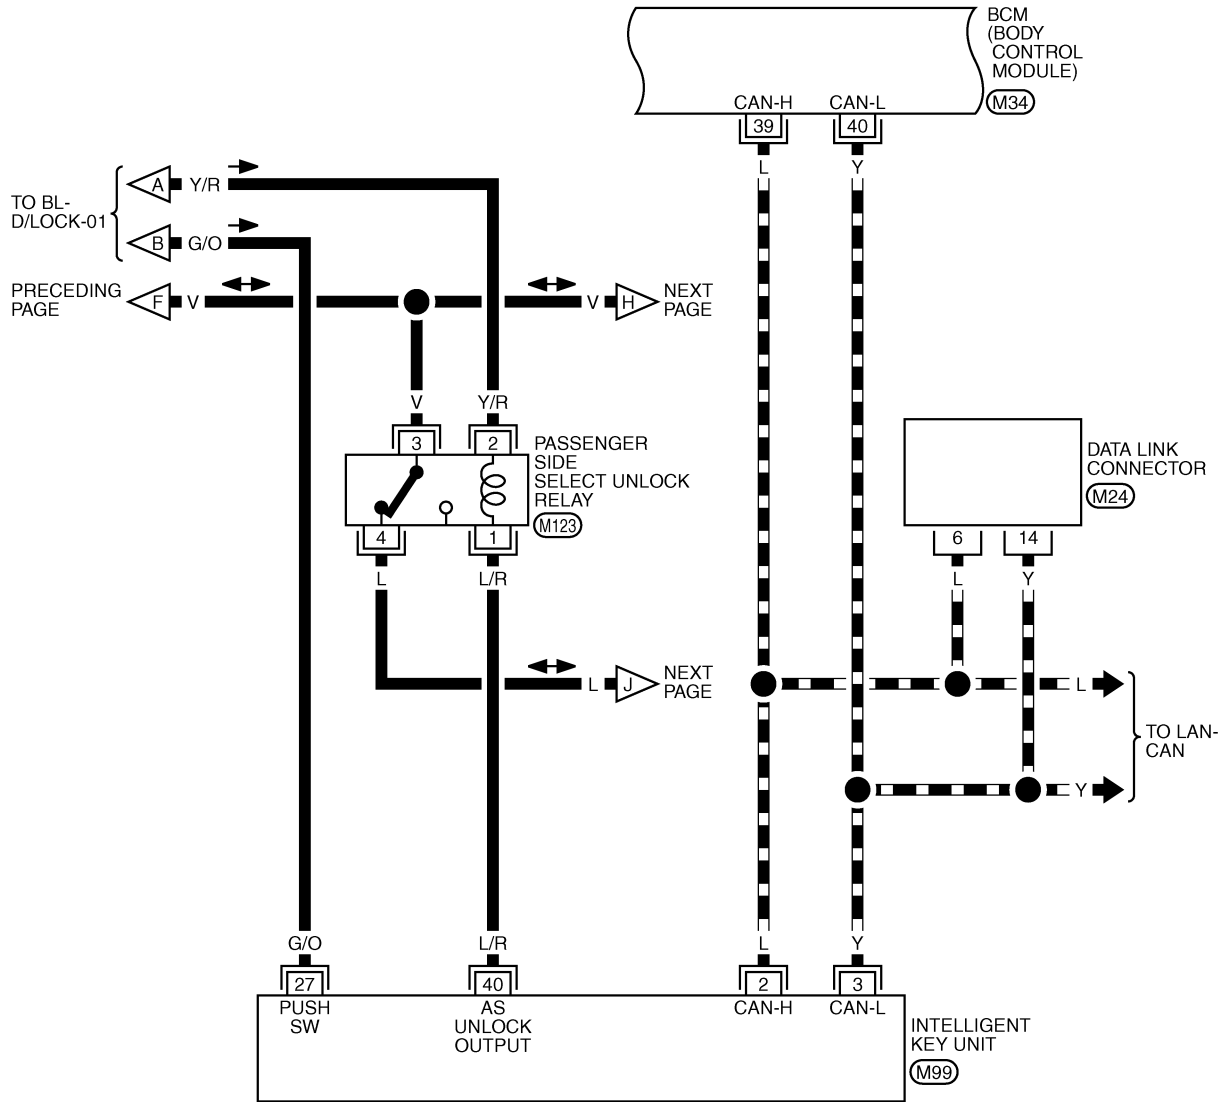 BCM
(BODY
CONTROL
MODULE)
M34
CAN-H
CAN-L
39
40
L
Y
TO BL-
D/LOCK-01
A
Y/R
B
G/O
PRECEDING
PAGE
F
V
V
H
NEXT
PAGE
V
Y/R
3
2
PASSENGER
SIDE
SELECT UNLOCK
RELAY
M123
4
1
L
L/R
DATA LINK
CONNECTOR
M24
6
14
L
Y
L
J
NEXT
PAGE
L
Y
TO LAN-
CAN
G/O
L/R
L
Y
27
40
2
3
PUSH
SW
AS
UNLOCK
OUTPUT
CAN-H
CAN-L
INTELLIGENT
KEY UNIT
M99